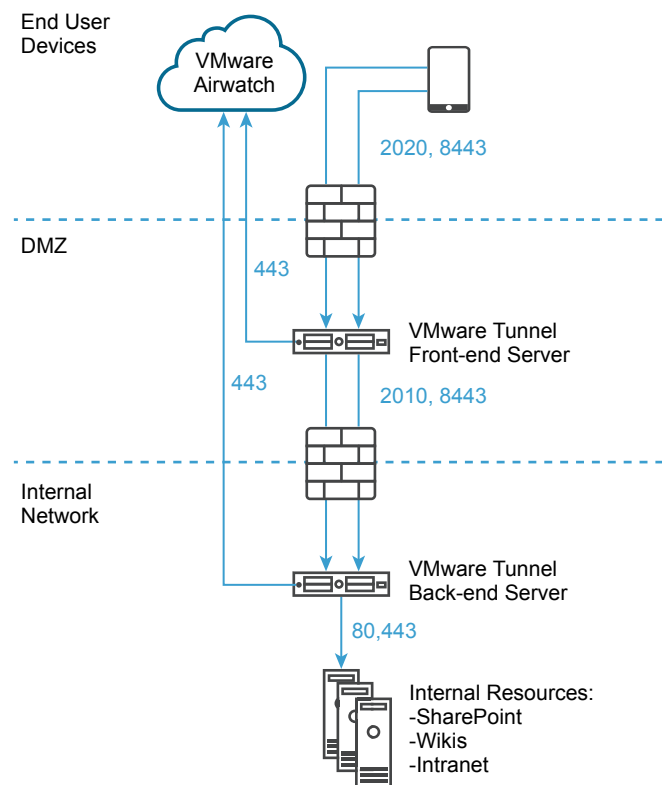 End User
Devices
VMware
Airwatch
2020, 8443
DMZ
443
VMware Tunnel
Front-end Server
443
2010, 8443
Internal
Network
VMware Tunnel
Back-end Server
80,443
Internal Resources:
-SharePoint
-Wikis
-Intranet